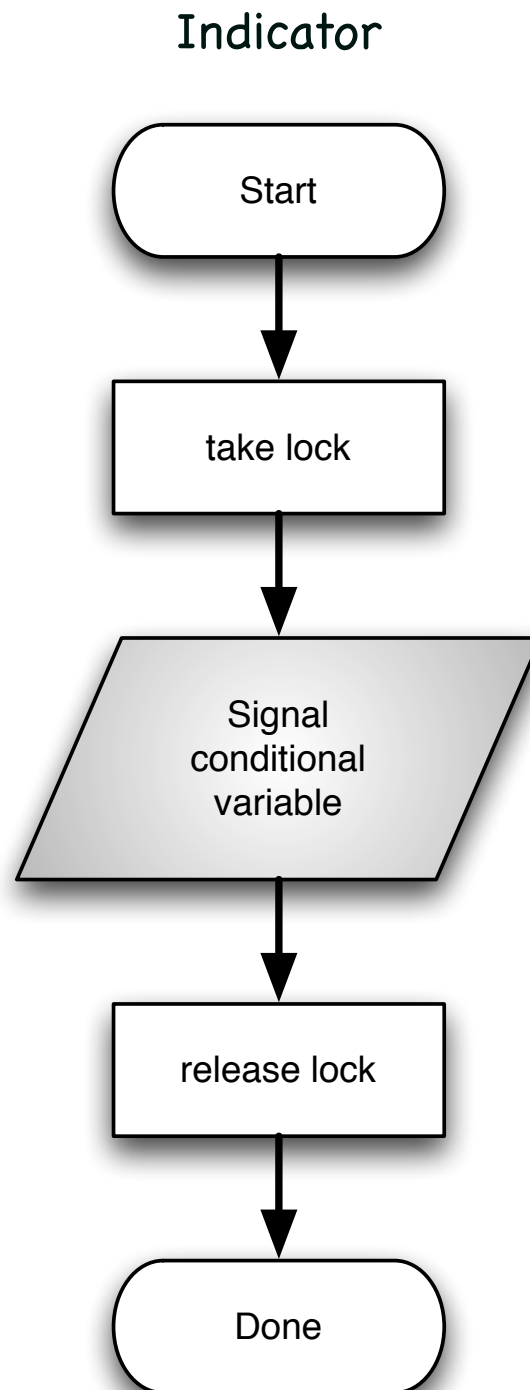 Indicator
Start
take lock
Signal
conditional
variable
release lock
Done